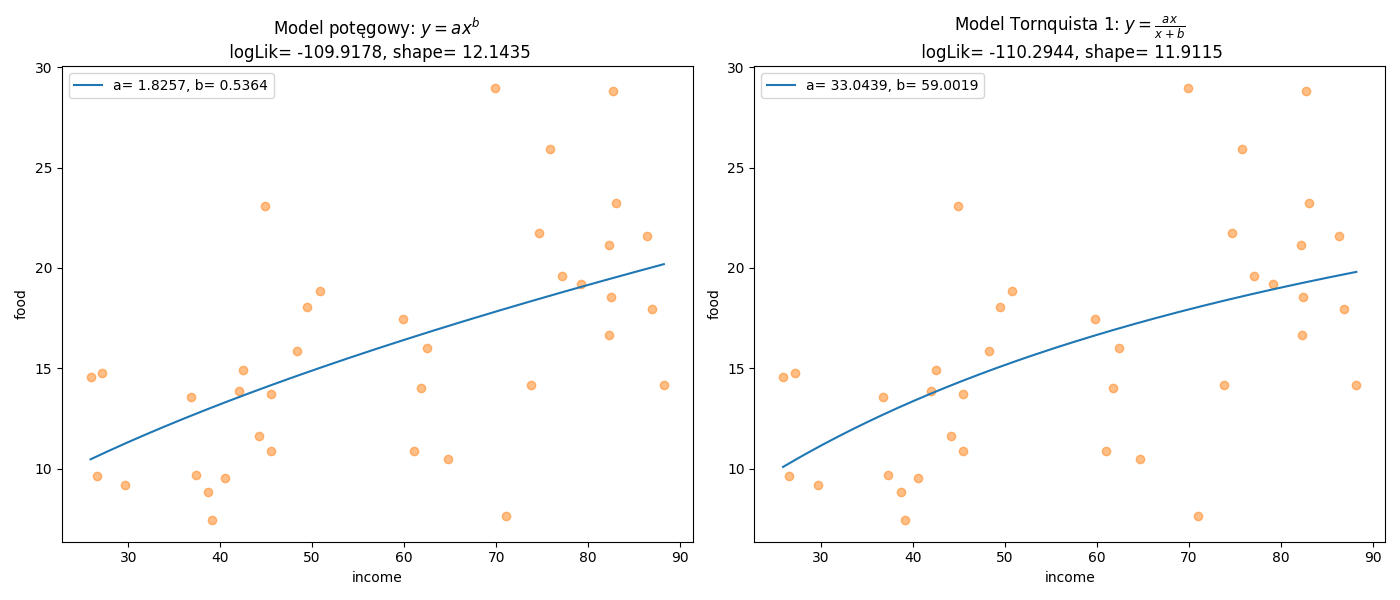 Model potęgowy: y = ax^b
logLik= -109.9178, shape= 12.1435
a= 1.8257, b= 0.5364
30
25
20
15
10
food
30 40 50 60 70 80 90
income
Model Tornquista 1: y = \frac{ax}{x+b}
logLik= -110.2944, shape= 11.9115
a= 33.0439, b= 59.0019
30
25
20
15
10
food
30 40 50 60 70 80 90
income